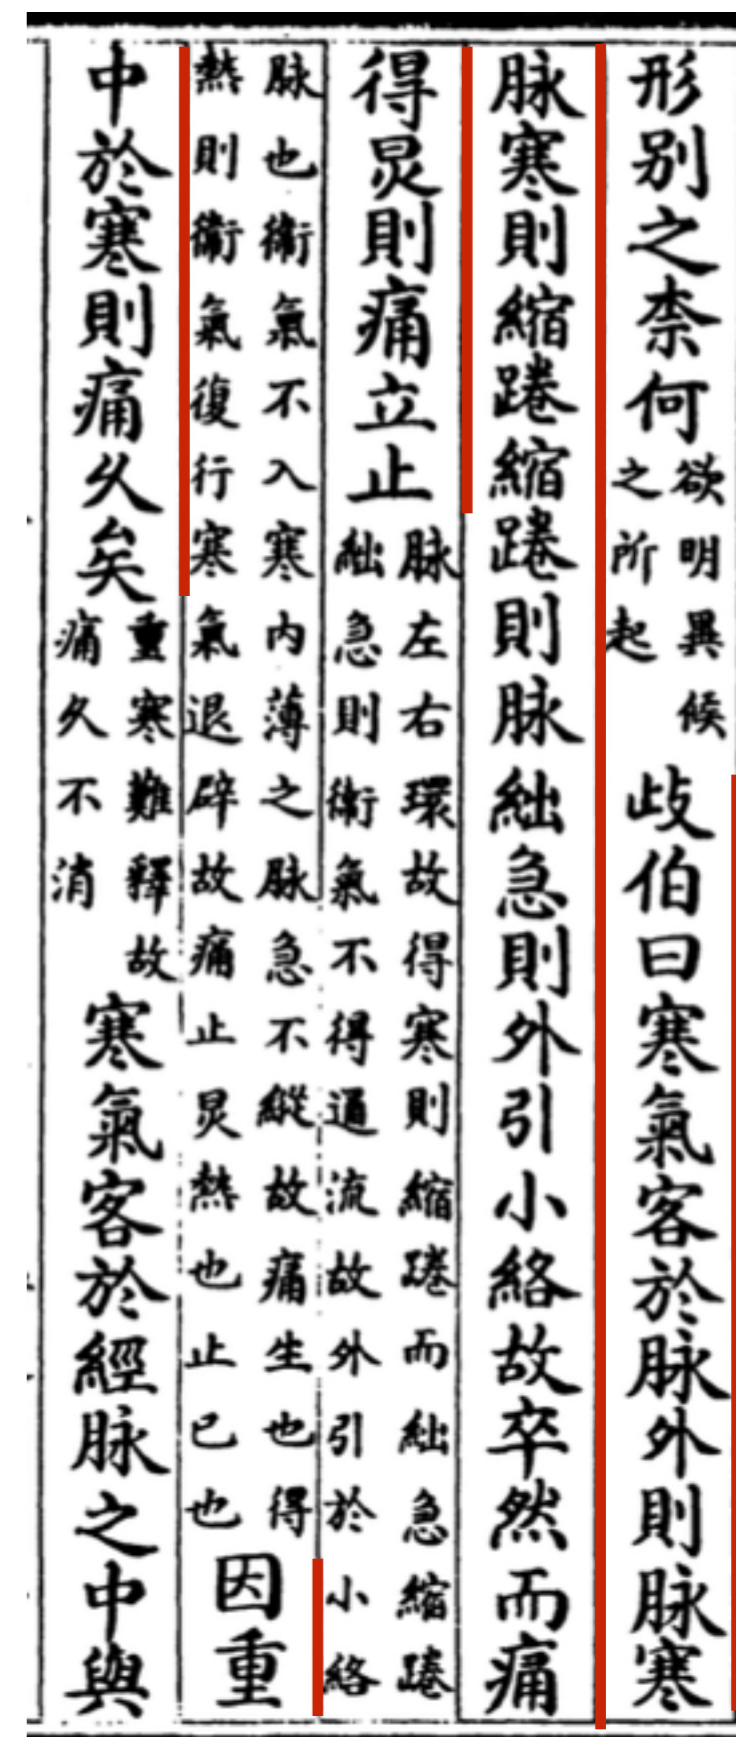 形别之柰何欲明異候之所起歧伯曰寒氣客於脉外則脉寒
脉寒則縮踡縮踡則脉絀急則外引小絡故卒然而痛
得炅則痛立止脉左右環故得寒則縮踡而絀急縮踡絀急則衛氣不得通流故外引於小絡
脉也衛氣不入寒内薄之脉急不縱故痛生也得熱則衛氣復行寒氣退辟故痛止炅熱也止已也因重
中於寒則痛久矣重寒難釋故痛久不消寒氣客於經脉之中與